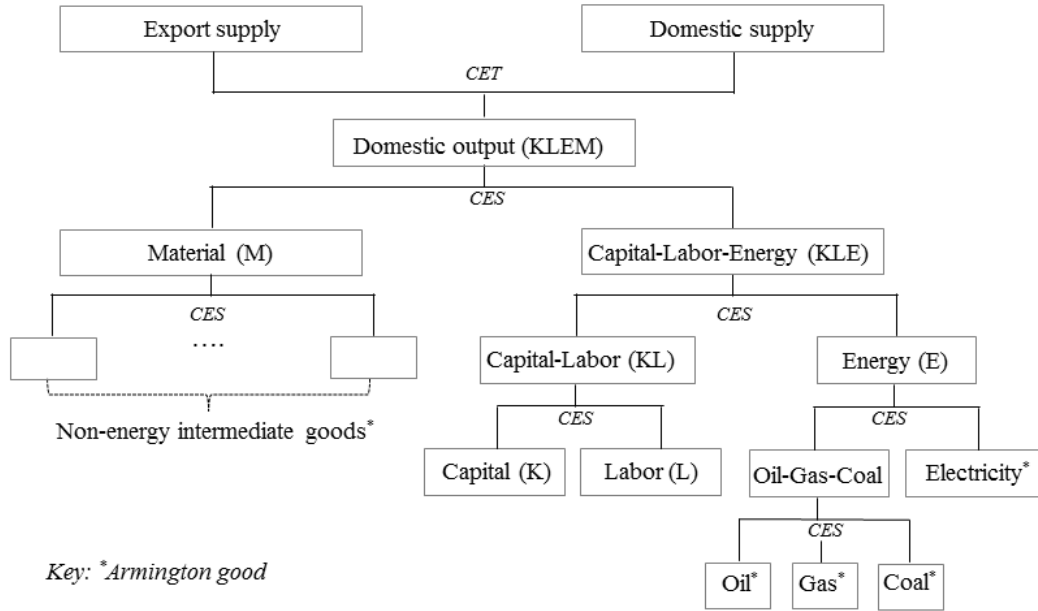 Export supply
Domestic supply
CET
Domestic output (KLEM)
CES
Material (M)
Capital-Labor-Energy (KLE)
CES
CES
....
Capital-Labor (KL)
Energy (E)
CES
CES
Non-energy intermediate goods*
Capital (K)
Labor (L)
Oil-Gas-Coal
Electricity*
CES
Key: *Armington good
Oil*
Gas*
Coal*